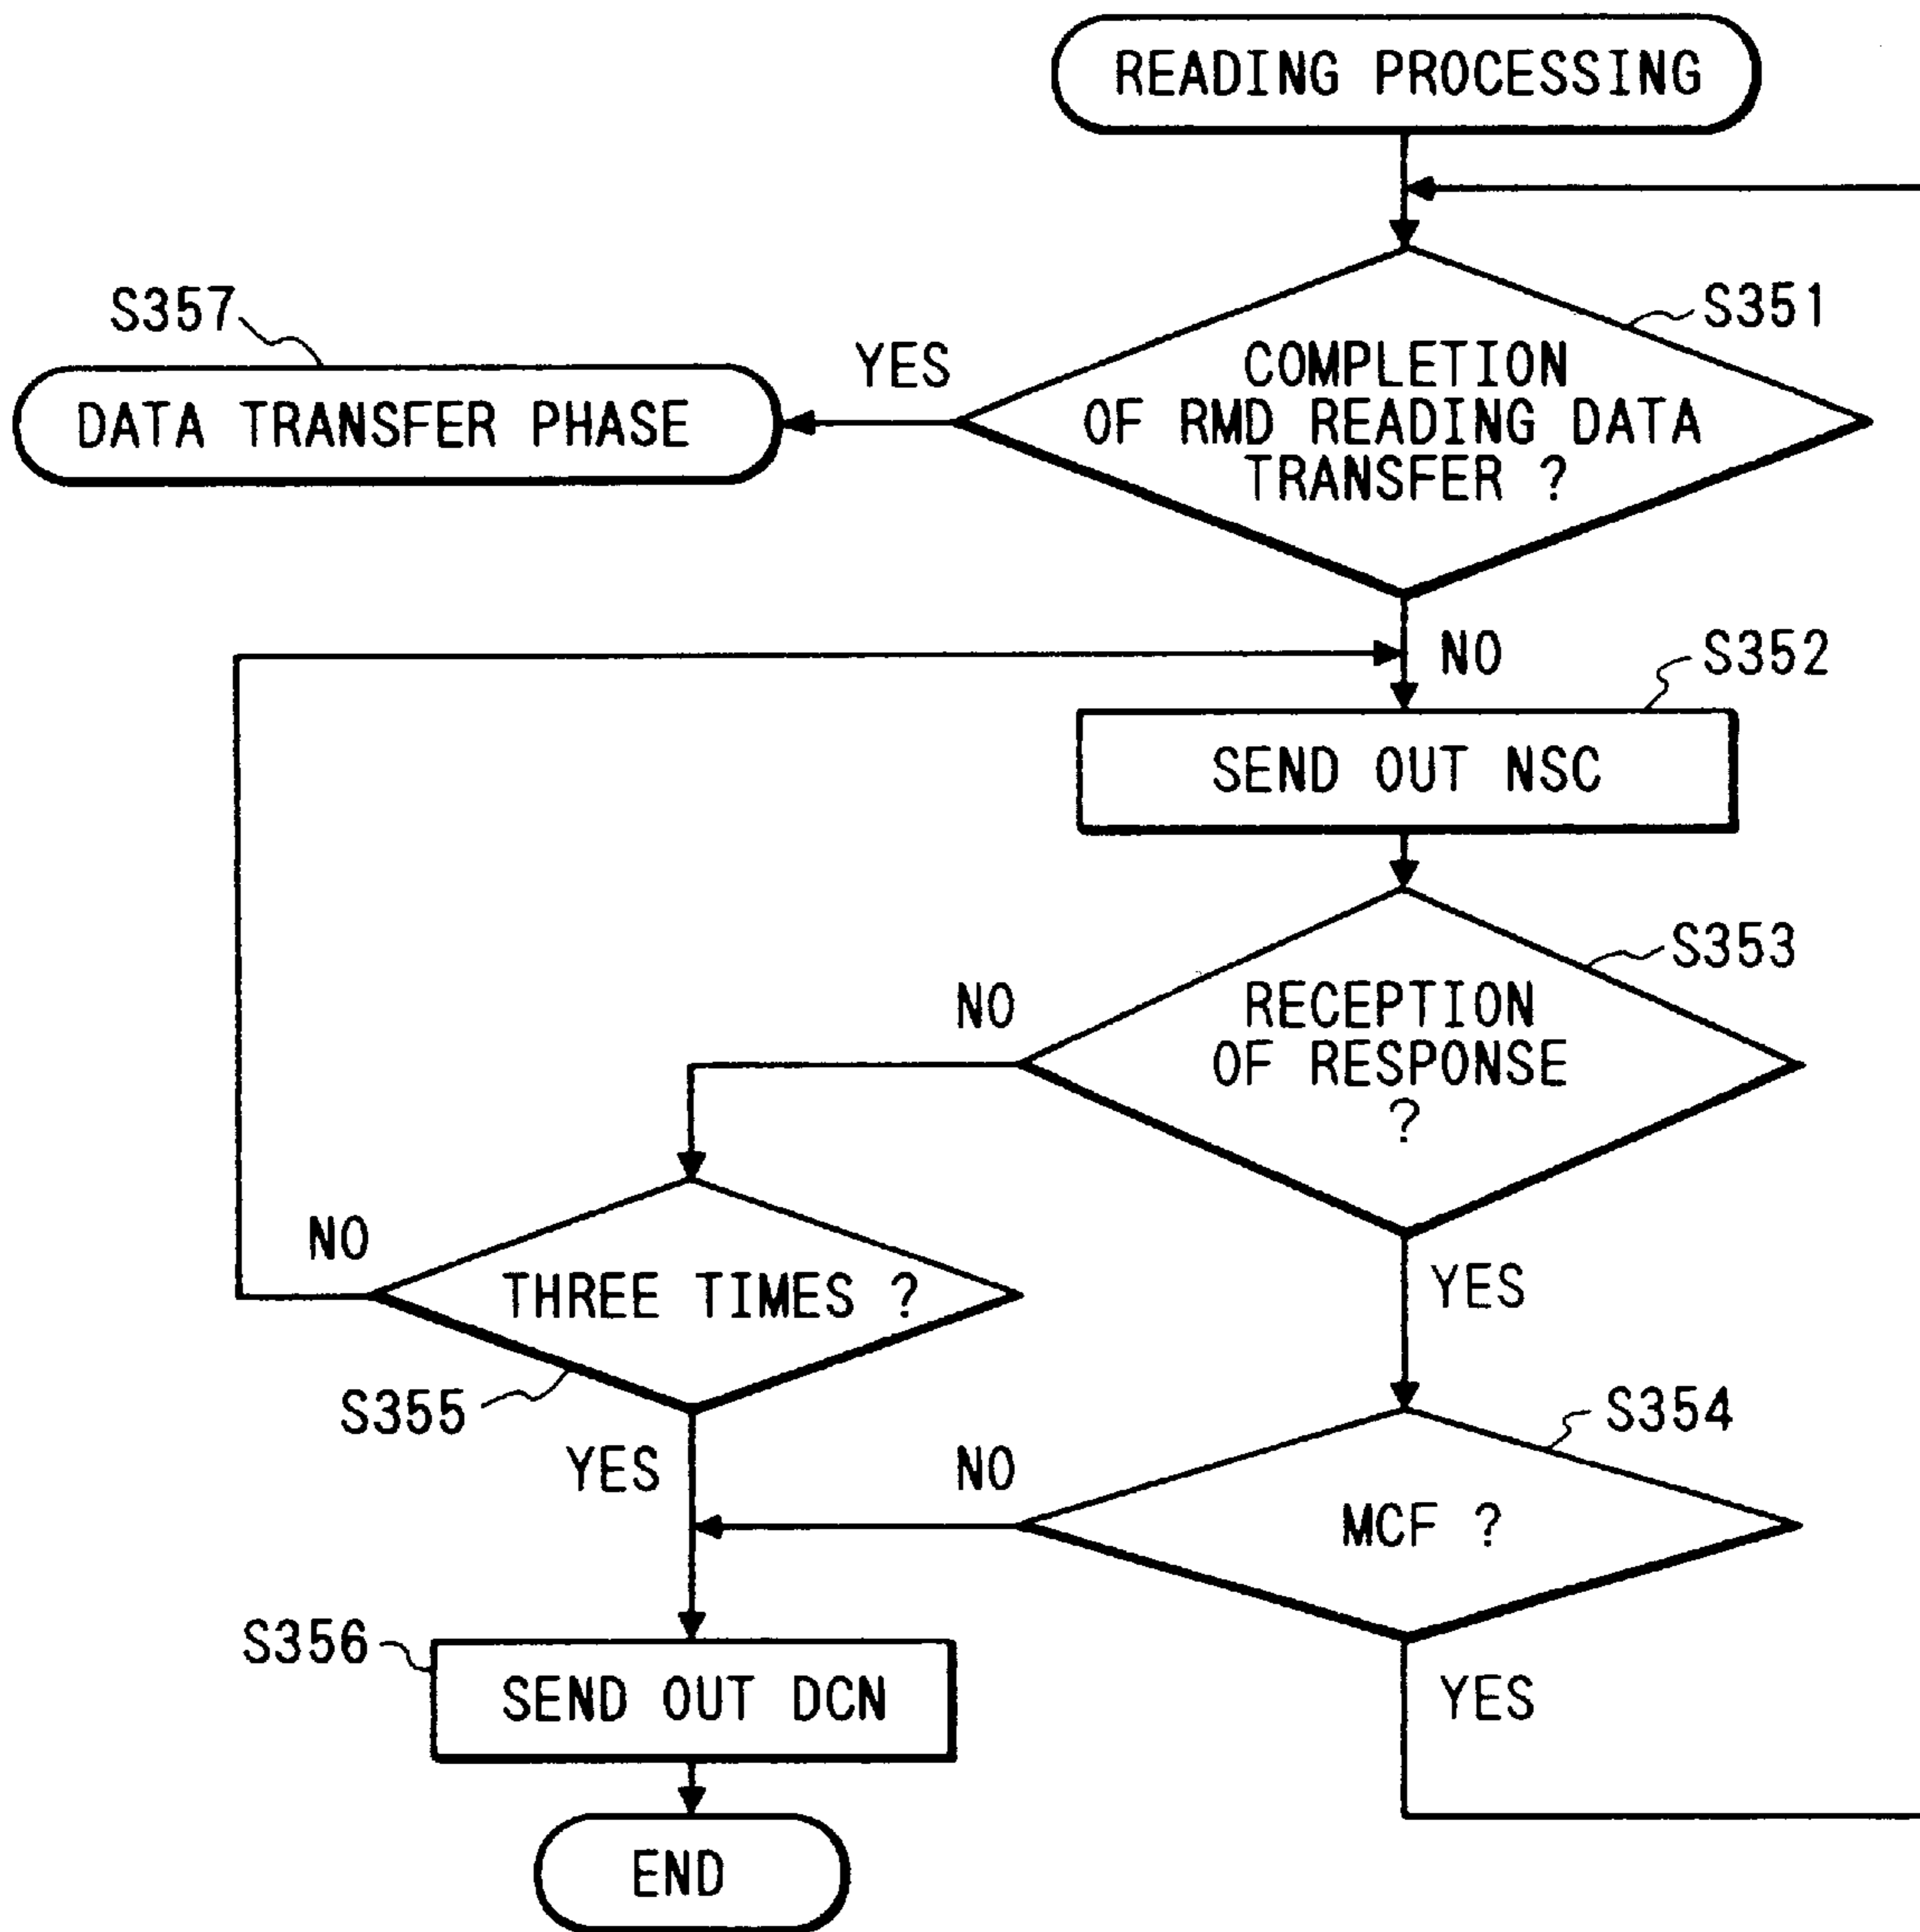 READING PROCESSING
S351
S357
COMPLETION
OF RMD READING DATA
TRANSFER ?
YES
DATA TRANSFER PHASE
NO
S352
SEND OUT NSC
S353
RECEPTION
OF RESPONSE
?
NO
YES
NO
THREE TIMES ?
S355
YES
S354
NO
MCF ?
YES
S356
SEND OUT DCN
END